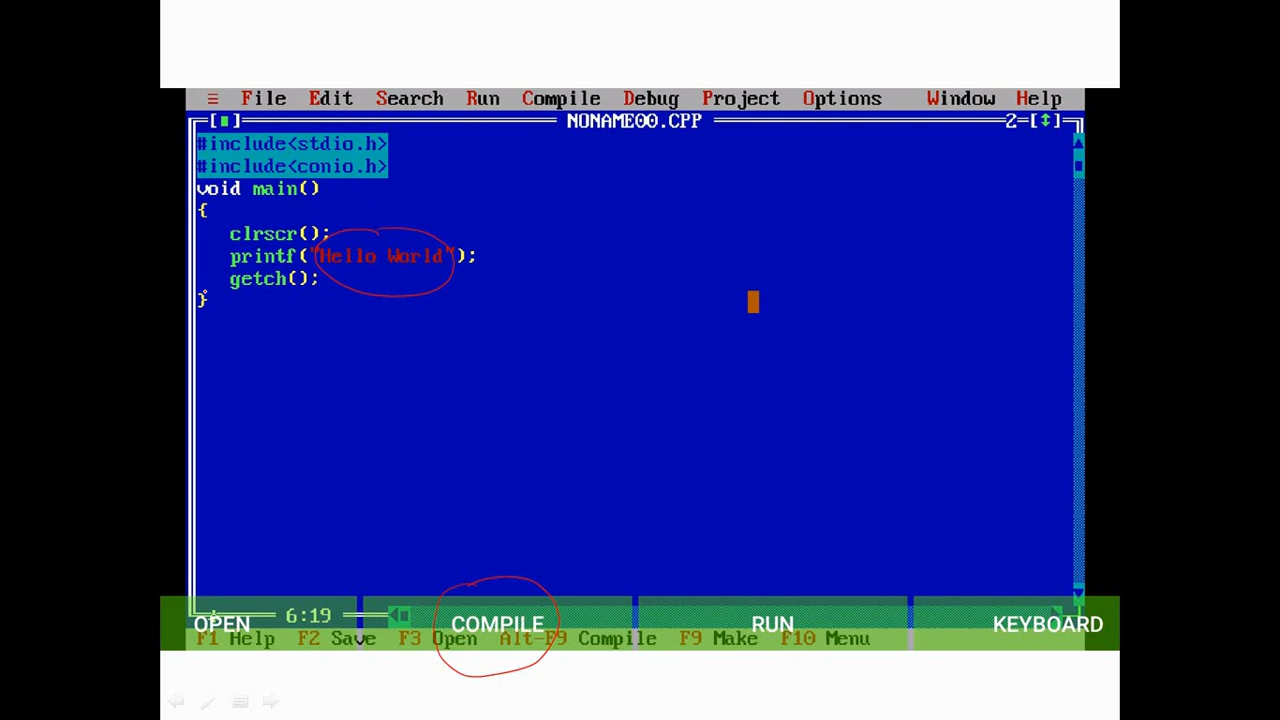 ≡ File Edit Search Run Compile Debug Project Options Window Help
[■] NONAME00.CPP 2=[↕]
#include<stdio.h>
#include<conio.h>
void main()
{
clrscr();
printf("Hello World");
getch();
}
6:19
OPEN COMPILE RUN KEYBOARD
F1 Help F2 Save F3 Open Alt-F9 Compile F9 Make F10 Menu